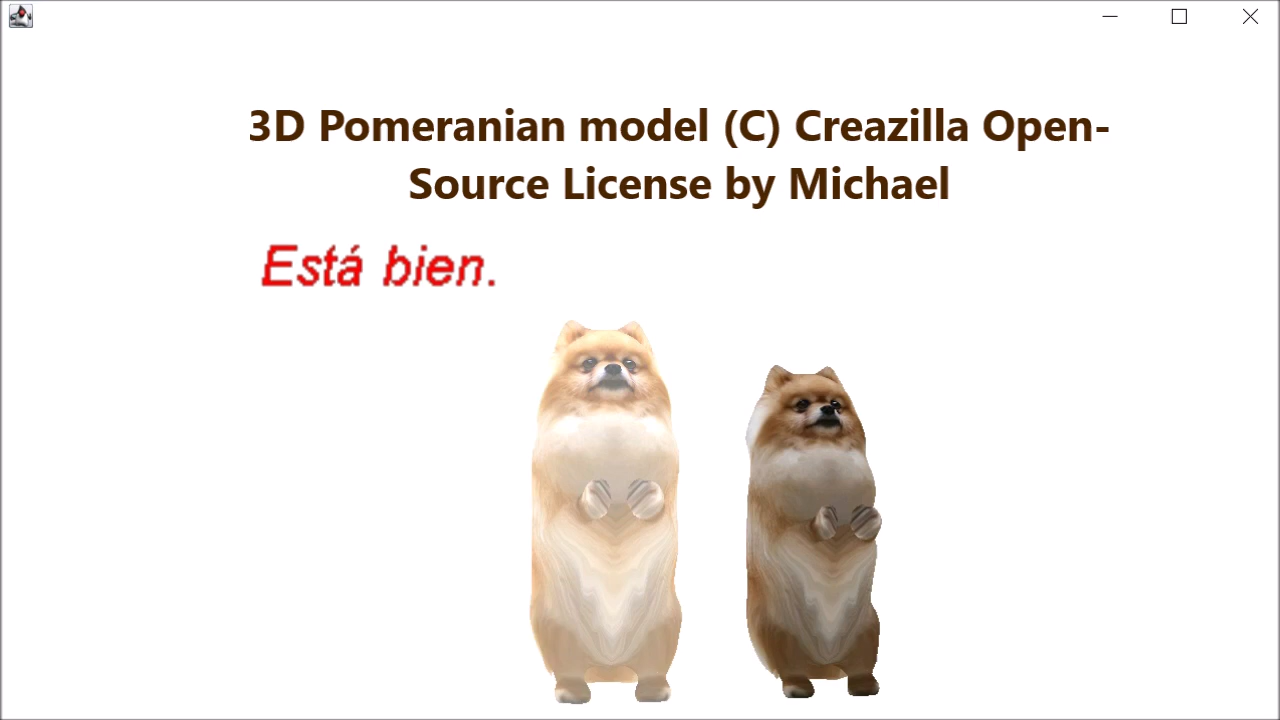 3D Pomeranian model (C) Creazilla Open-
Source License by Michael
Está bien.